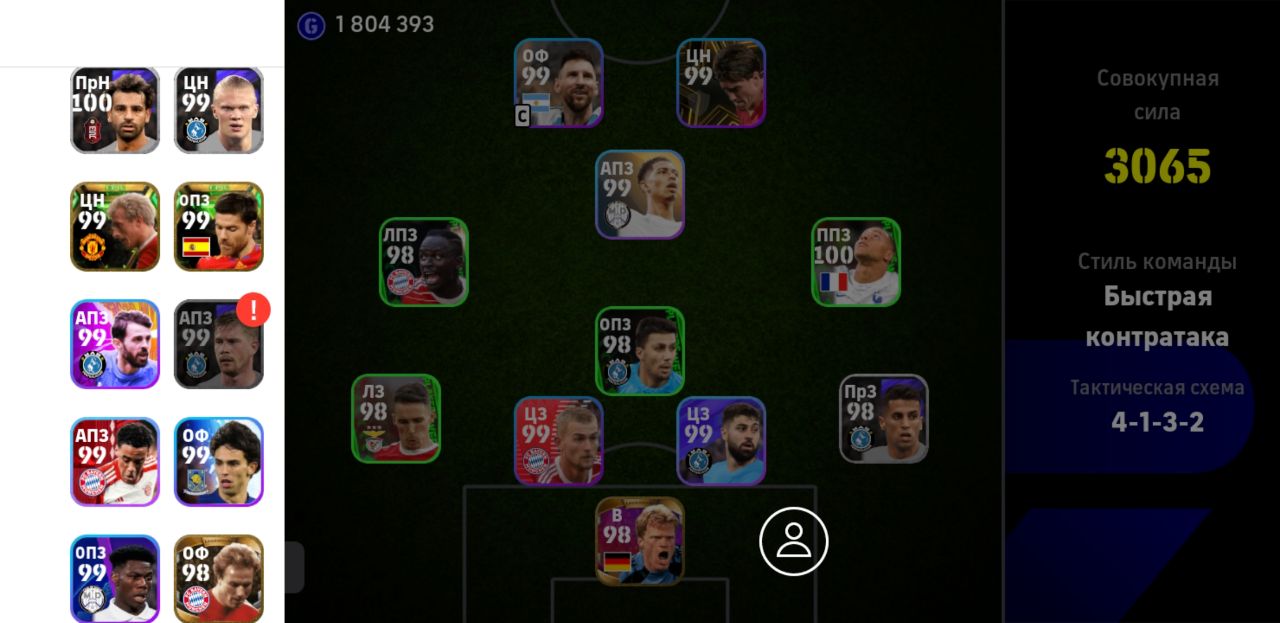 1 804 393
ПрН
100
ЦН
99
ЦН
99
ОПЗ
99
АПЗ
99
АПЗ
99
!
АПЗ
99
ОФ
99
ОПЗ
99
ОФ
98
ОФ
99
C
ЦН
99
АПЗ
99
ЛПЗ
98
ППЗ
100
ОПЗ
98
ЛЗ
98
ЦЗ
99
ЦЗ
99
ПрЗ
98
В
98
Совокупная
сила
3065
Стиль команды
Быстрая
контратака
Тактическая схема
4-1-3-2